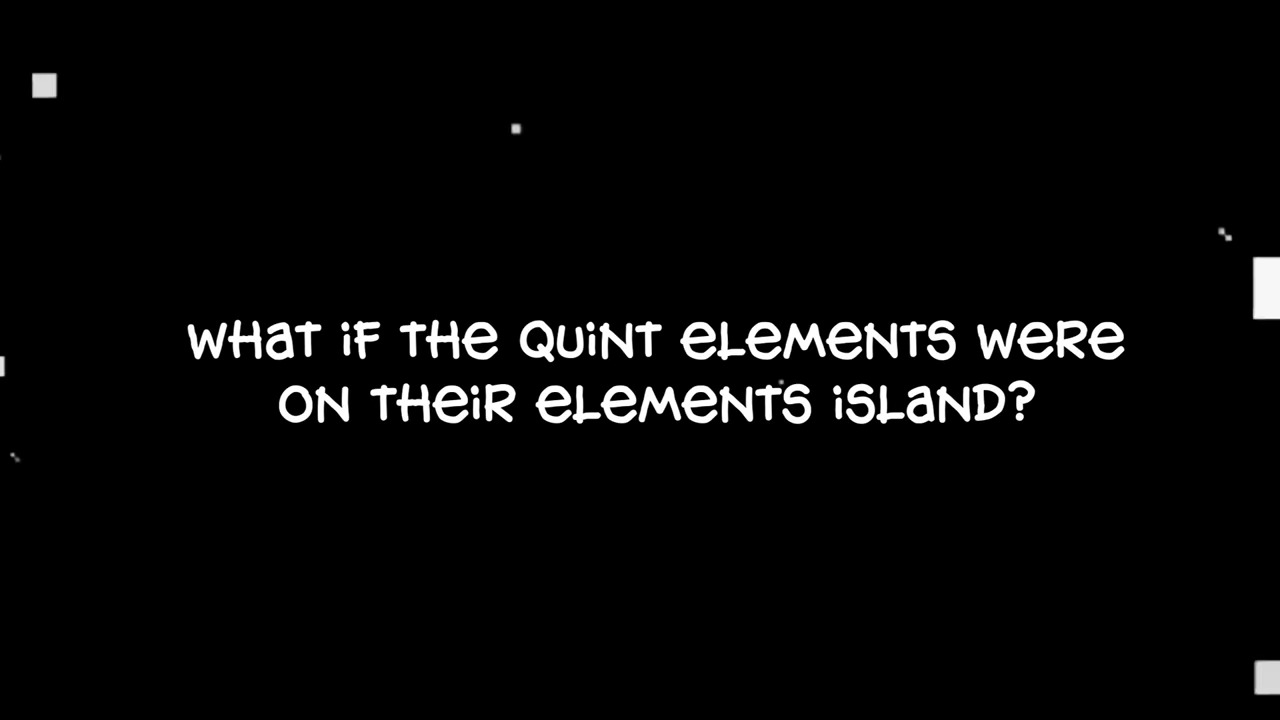 WHAT IF THE QUINT ELEMENTS WERE
ON THEIR ELEMENTS ISLAND?